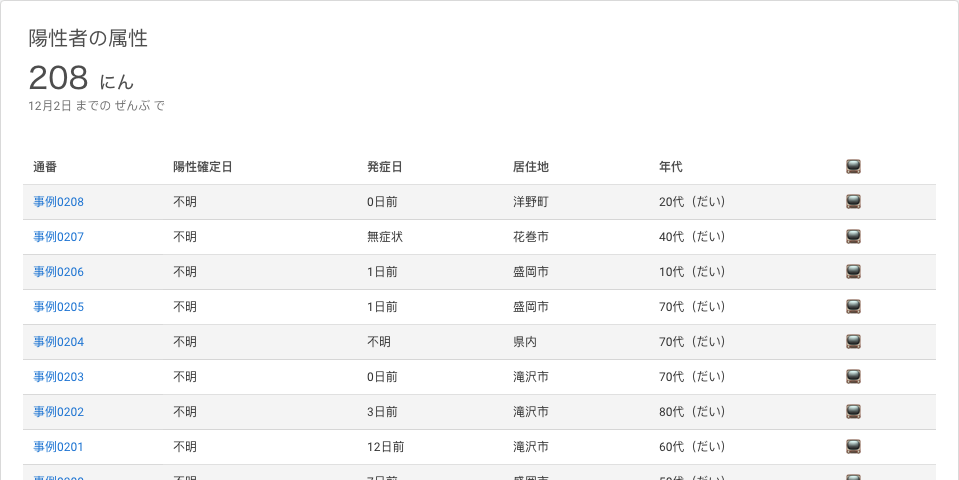 陽性者の属性
208 にん
12月2日 までの ぜんぶ で
通番 陽性確定日 発症日 居住地 年代
事例0208 不明 0日前 洋野町 20代（だい）
事例0207 不明 無症状 花巻市 40代（だい）
事例0206 不明 1日前 盛岡市 10代（だい）
事例0205 不明 1日前 盛岡市 70代（だい）
事例0204 不明 不明 県内 70代（だい）
事例0203 不明 0日前 滝沢市 70代（だい）
事例0202 不明 3日前 滝沢市 80代（だい）
事例0201 不明 12日前 滝沢市 60代（だい）